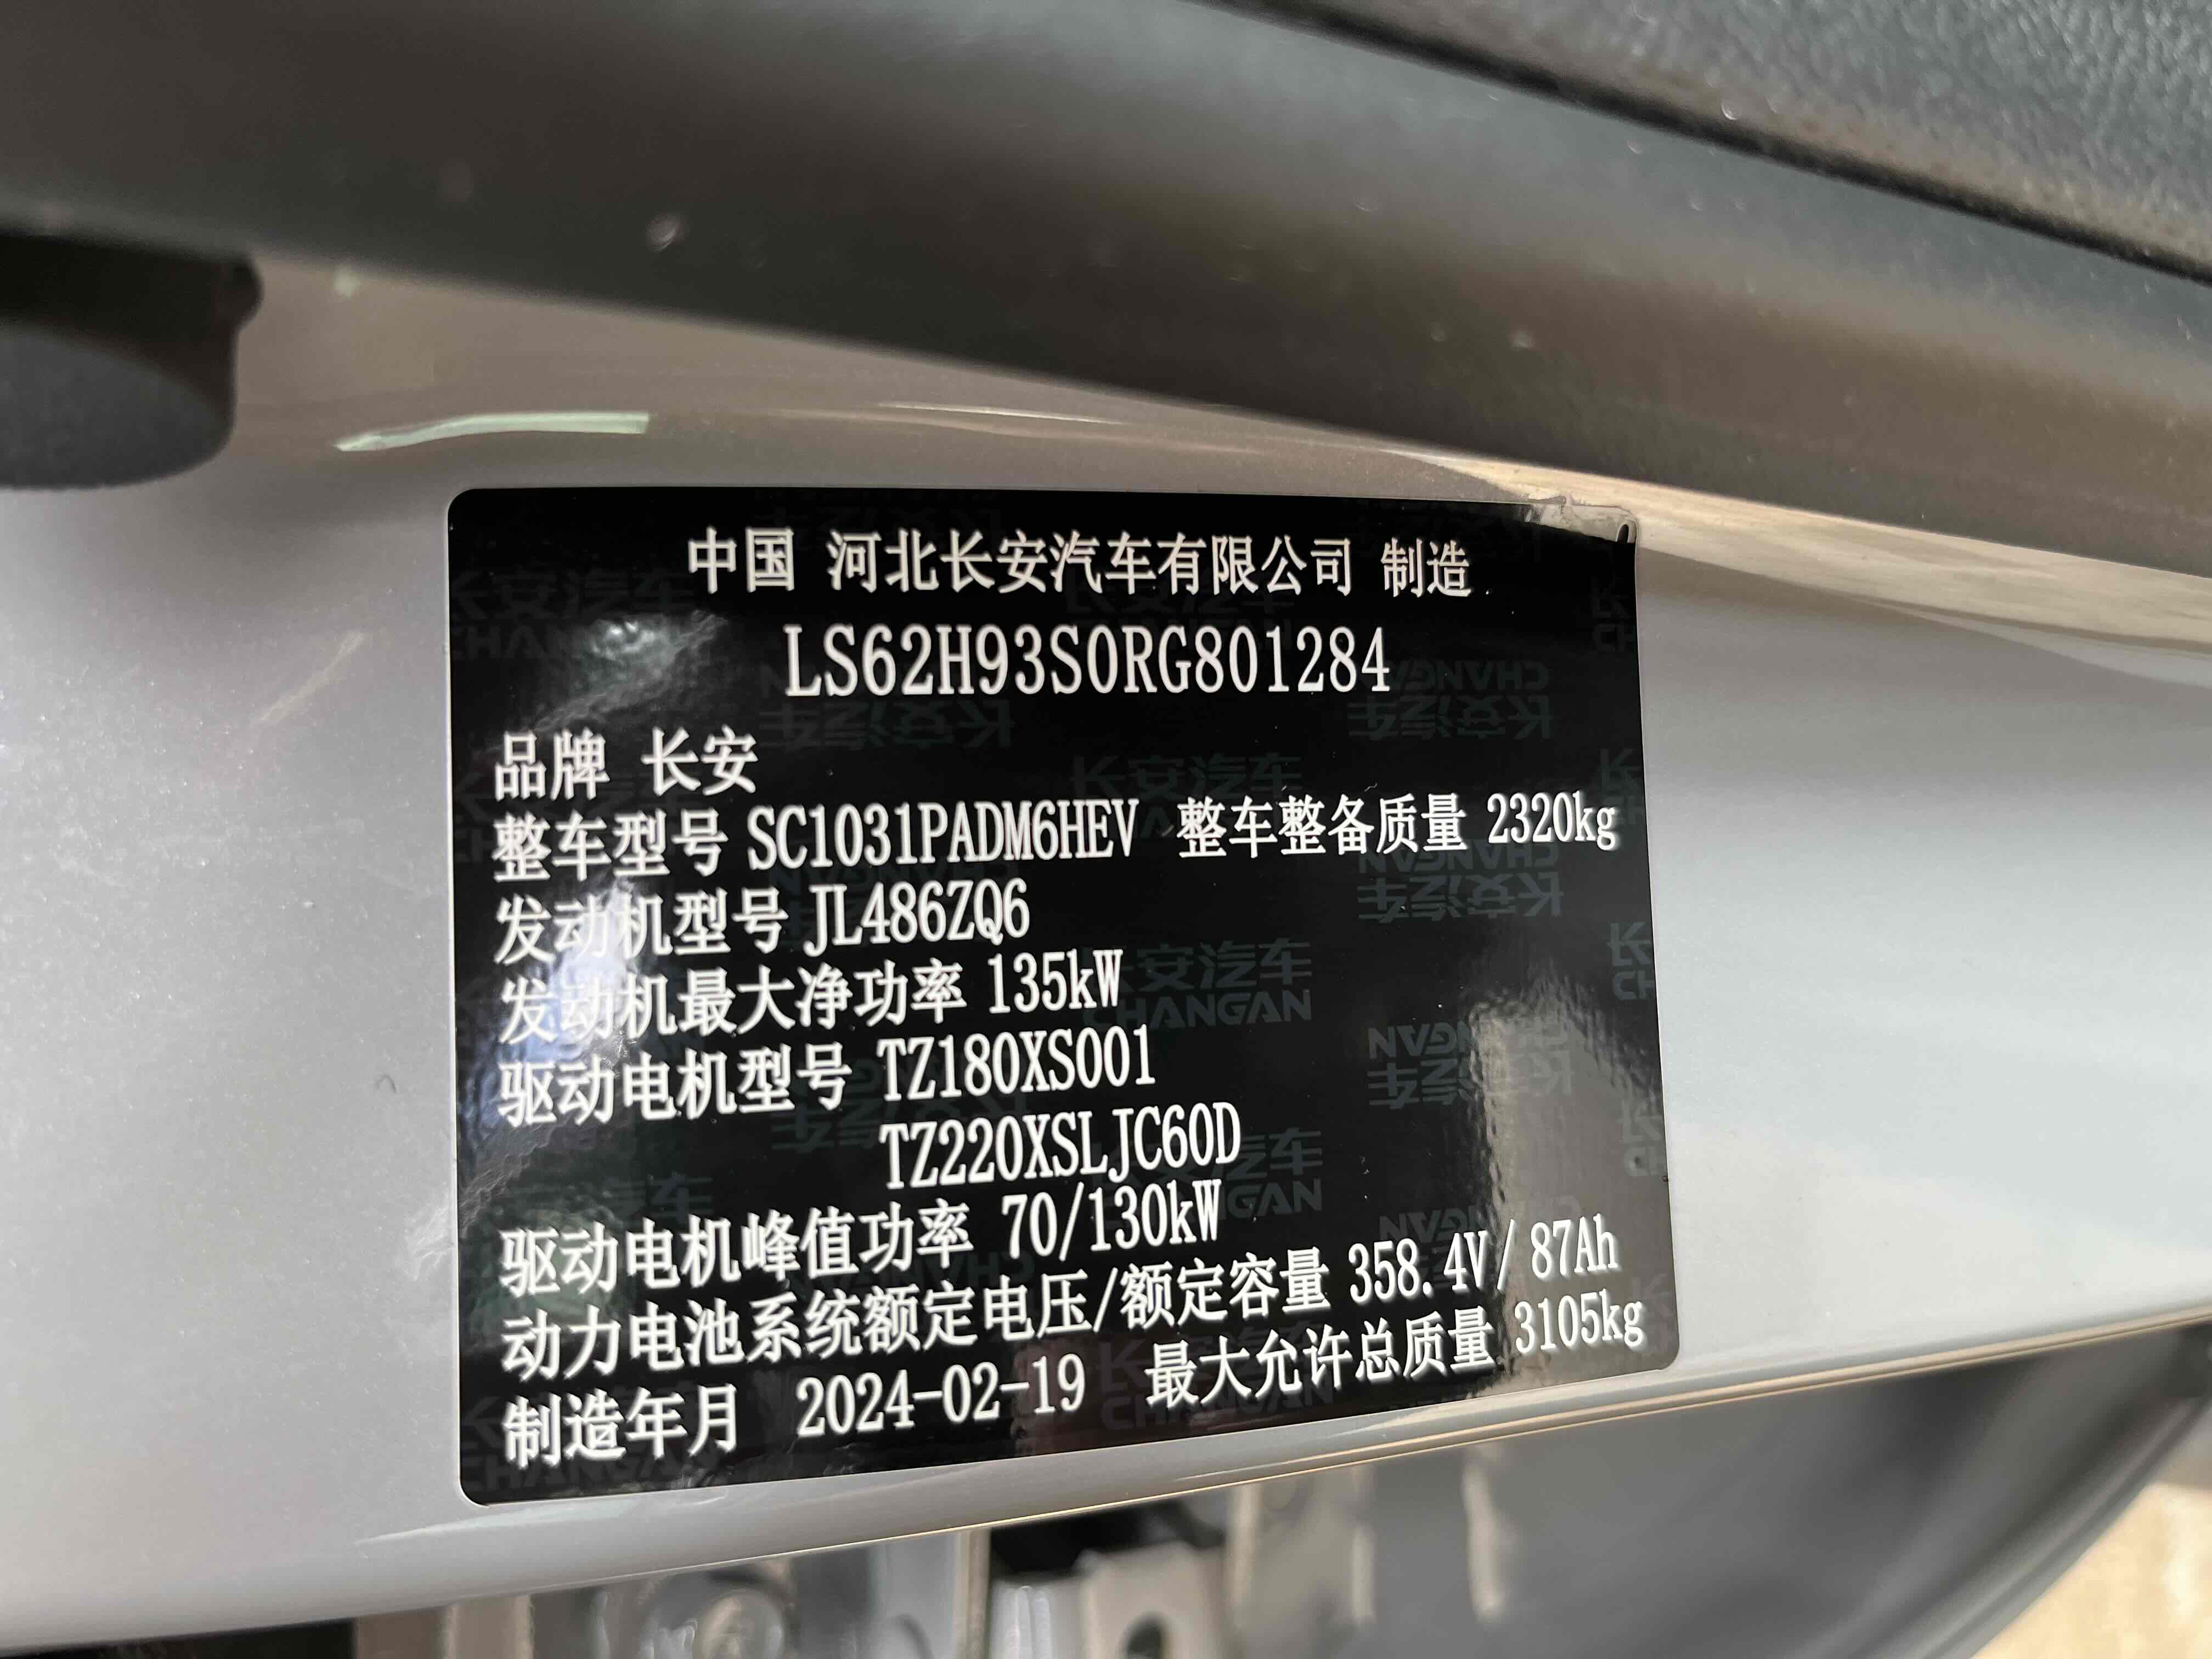 中国 河北长安汽车有限公司 制造
LS62H93S0RG801284
品牌 长安
整车型号 SC1031PADM6HEV 整车整备质量 2320kg
发动机型号 JL486ZQ6
发动机最大净功率 135kW
驱动电机型号 TZ180XS001
TZ220XSLJC60D
驱动电机峰值功率 70/130kW
动力电池系统额定电压/额定容量 358.4V/ 87Ah
制造年月 2024-02-19 最大允许总质量 3105kg
长安汽车
CHANGAN